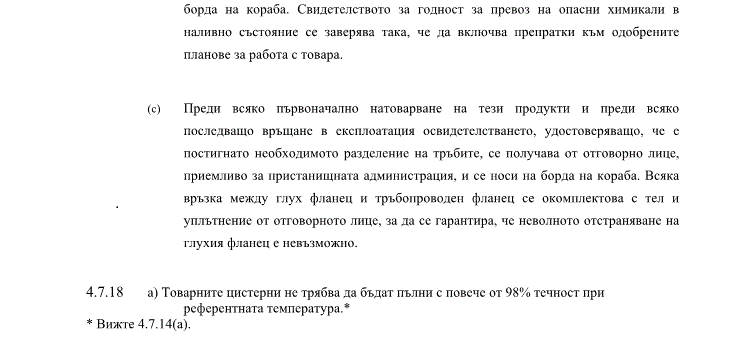 борда на кораба. Свидетелството за годност за превоз на опасни химикали в
наливно състояние се заверява така, че да включва препратки към одобрените
планове за работа с товара.
(c) Преди всяко първоначално натоварване на тези продукти и преди всяко
последващо връщане в експлоатация освидетелстването, удостоверяващо, че е
постигнато необходимото разделение на тръбите, се получава от отговорно лице,
приемливо за пристанищната администрация, и се носи на борда на кораба. Всяка
връзка между глух фланец и тръбопроводен фланец се окомплектова с тел и
уплътнение от отговорното лице, за да се гарантира, че неволното отстраняване на
глухия фланец е невъзможно.
4.7.18 a) Товарните цистерни не трябва да бъдат пълни с повече от 98% течност при
референтната температура.*
* Вижте 4.7.14(a).